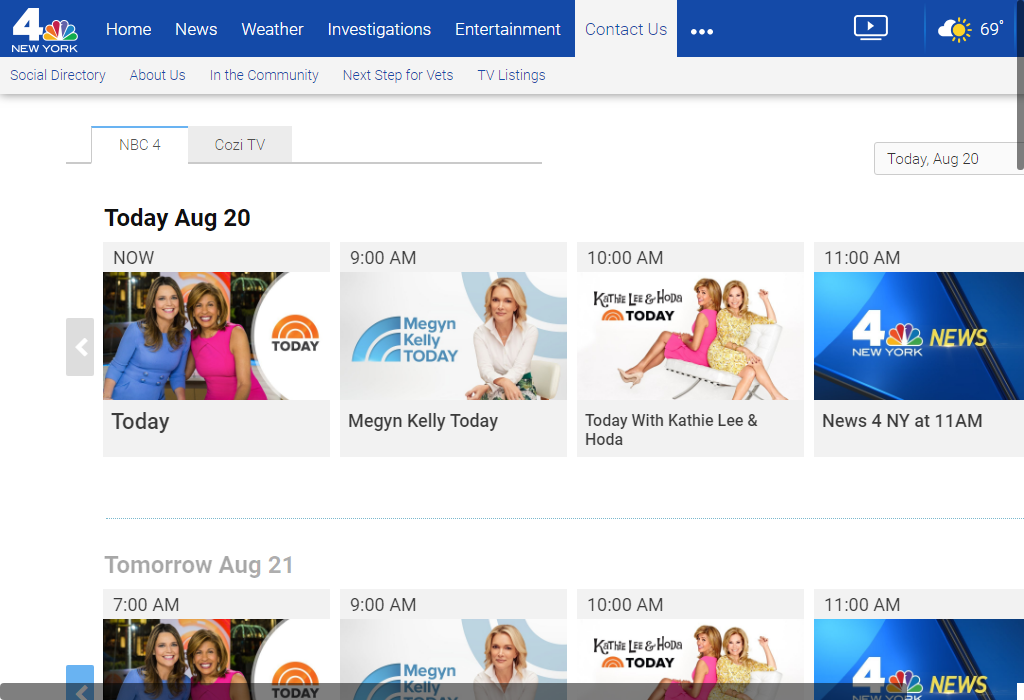 4
NEW YORK
Home News Weather Investigations Entertainment Contact Us ••• 69°
Social Directory About Us In the Community Next Step for Vets TV Listings
NBC 4 Cozi TV
Today, Aug 20
Today Aug 20
NOW 9:00 AM 10:00 AM 11:00 AM
TODAY
Megyn
Kelly
TODAY
KATHIE LEE & HODA
TODAY
4 NEWS
NEW YORK
Today Megyn Kelly Today Today With Kathie Lee &
Hoda
News 4 NY at 11AM
Tomorrow Aug 21
7:00 AM 9:00 AM 10:00 AM 11:00 AM
TODAY
Megyn
Kelly
KATHIE LEE & HODA
TODAY
4 NEWS
NEW YORK